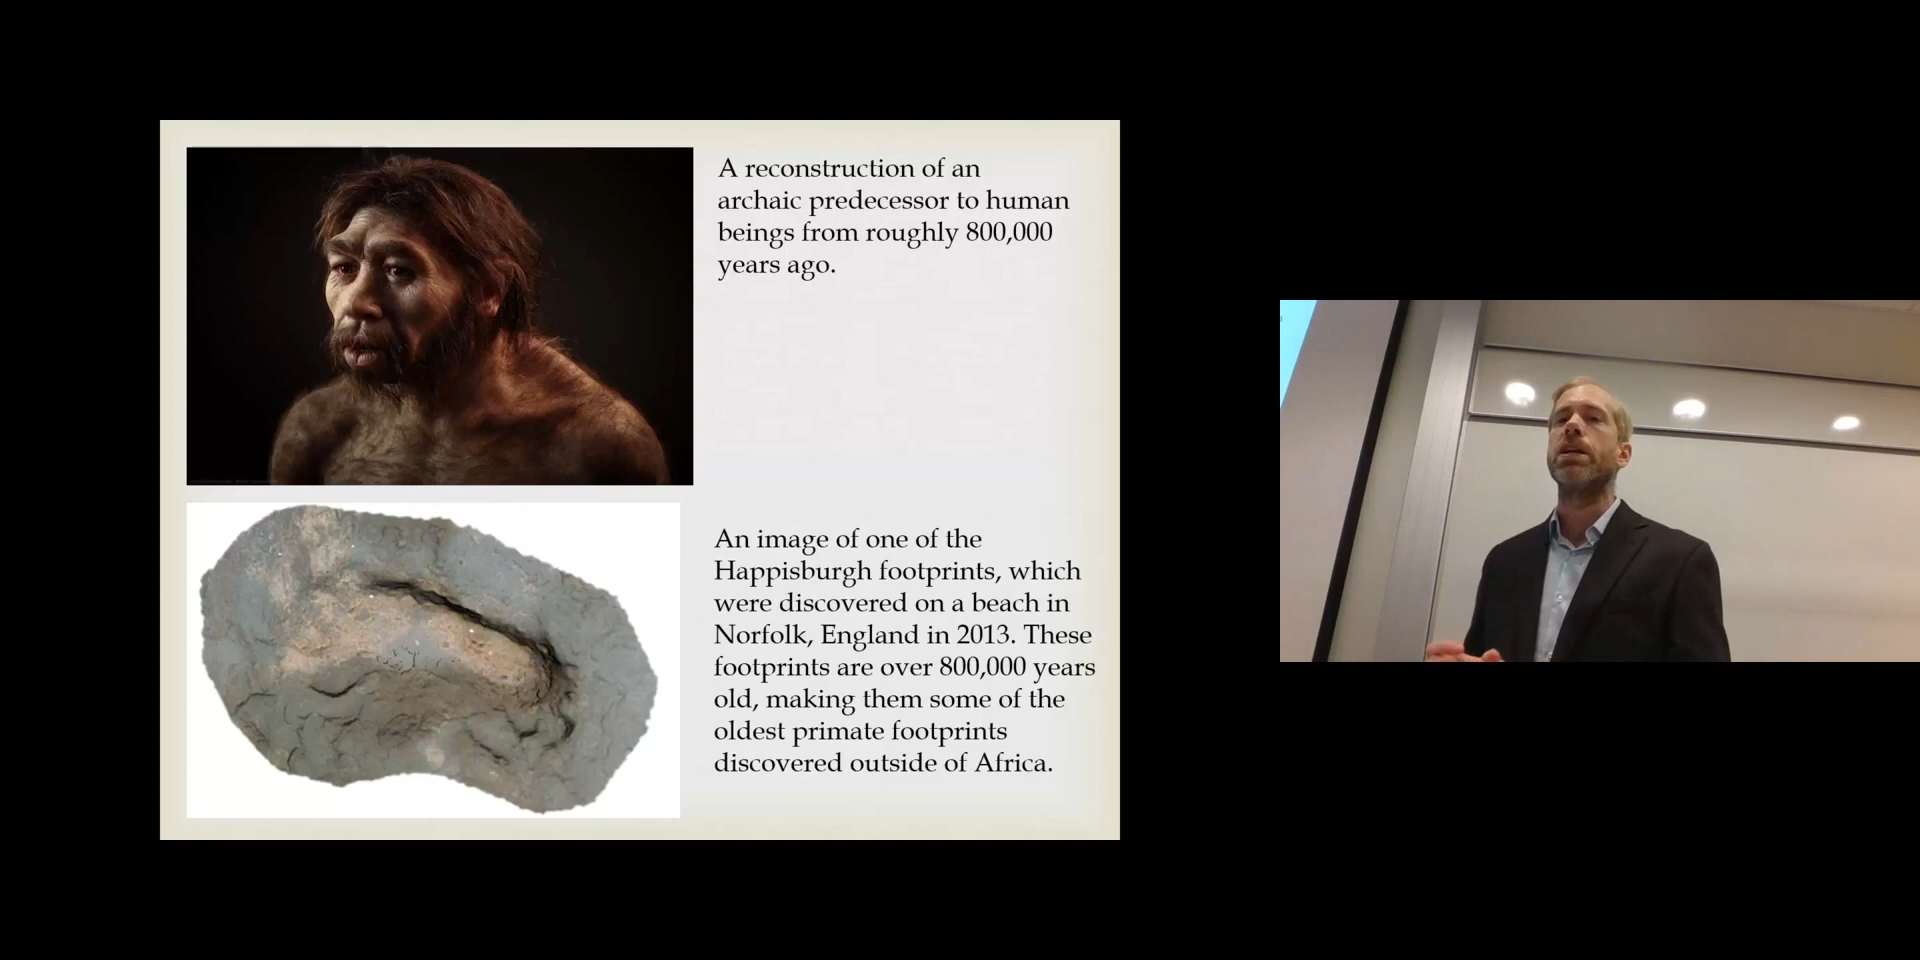 A reconstruction of an
archaic predecessor to human
beings from roughly 800,000
years ago.
An image of one of the
Happisburgh footprints, which
were discovered on a beach in
Norfolk, England in 2013. These
footprints are over 800,000 years
old, making them some of the
oldest primate footprints
discovered outside of Africa.